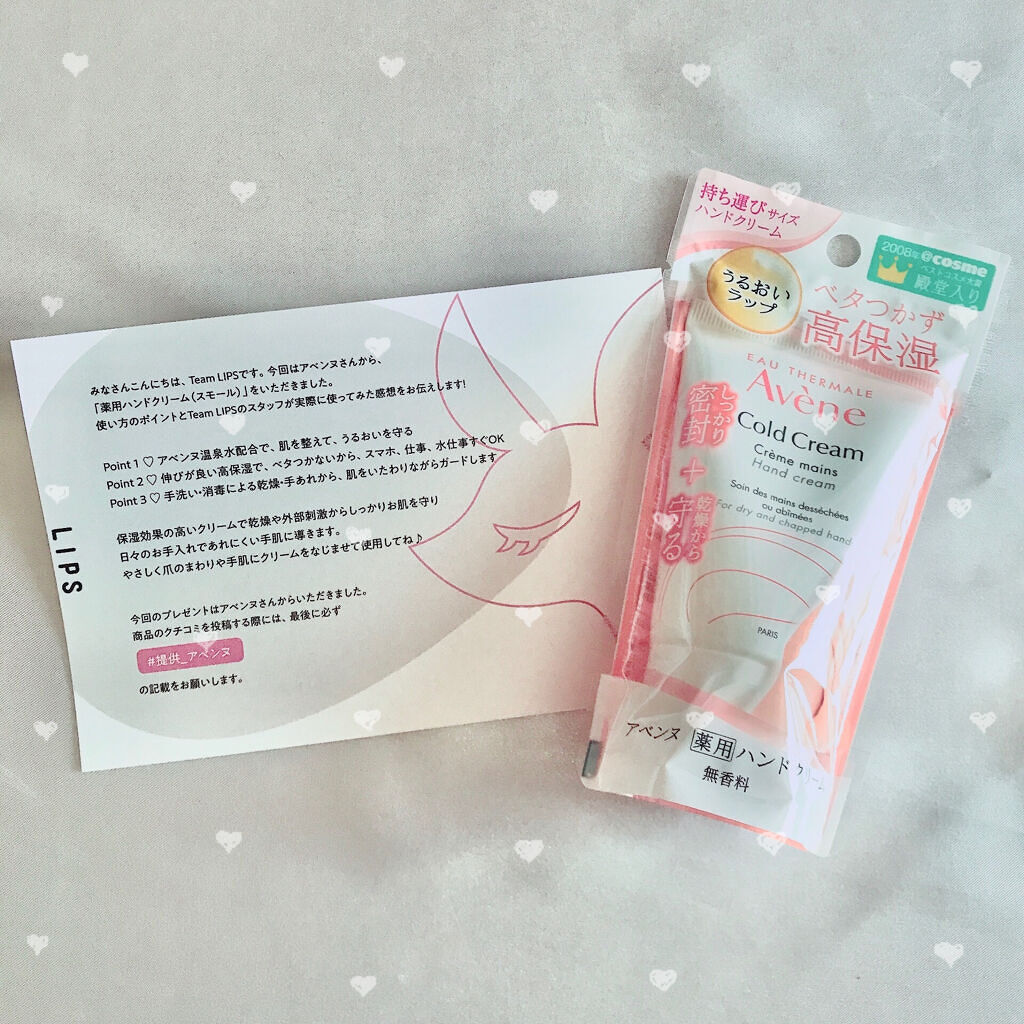 みなさんこんにちは、Team LIPSです。今回はアベンヌさんから、
「薬用ハンドクリーム(スモール)」をいただきました。
使い方のポイントとTeam LIPSのスタッフが実際に使ってみた感想をお伝えします!
Point 1 ♡ アベンヌ温泉水配合で、肌を整えて、うるおいを守る
Point 2 ♡ 伸びが良い高保湿で、ベタつかないから、スマホ、仕事、水仕事すぐOK
Point 3 ♡ 手洗い・消毒による乾燥・手あれから、肌をいたわりながらガードします
保湿効果の高いクリームで乾燥や外部刺激からしっかりお肌を守り
日々のお手入れであれにくい手肌に導きます。
やさしく爪のまわりや手肌にクリームをなじませて使用してね♪
今回のプレゼントはアベンヌさんからいただきました。
商品のクチコミを投稿する際には、最後に必ず
#提供_アベンヌ
の記載をお願いします。
LIPS
持ち運びサイズ
ハンドクリーム
2008年 @cosme
ベストコスメ大賞
殿堂入り
うるおい
ラップ
ベタつかず
高保湿
EAU THERMALE
Avène
Cold Cream
Crème mains
Hand cream
Soin des mains desséchées
ou abîmées
For dry and chapped hand
PARIS
しっかり
密封
+
乾燥から
守る
アベンヌ 薬用 ハンドクリーム
無香料